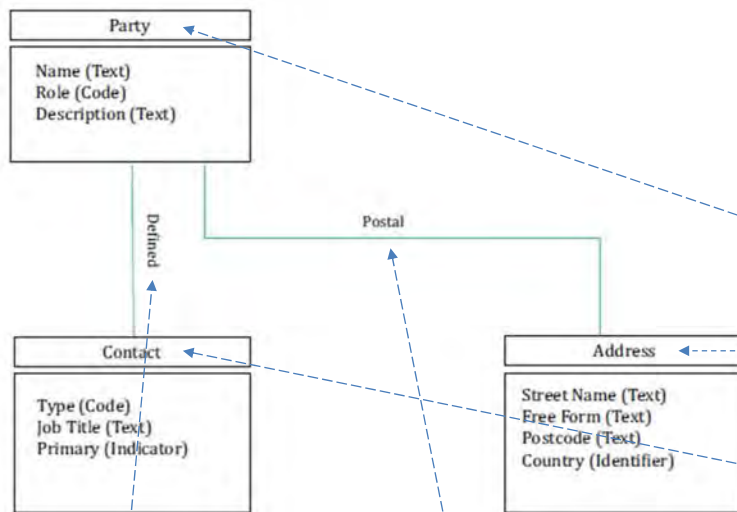 Party
Name (Text)
Role (Code)
Description (Text)
Defined
Postal
Contact
Type (Code)
Job Title (Text)
Primary (Indicator)
Address
Street Name (Text)
Free Form (Text)
Postcode (Text)
Country (Identifier)